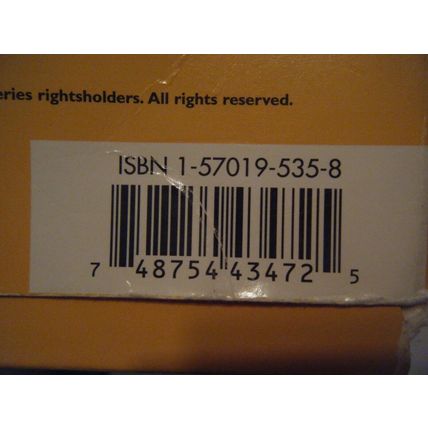 eries rightsholders. All rights reserved.
ISBN 1-57019-535-8
7 48754 43472 5